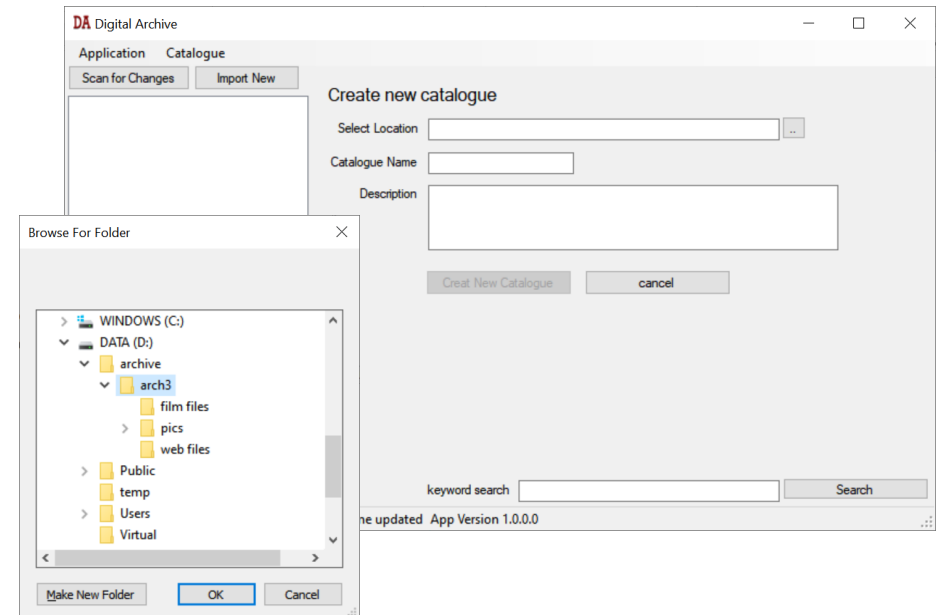 DA Digital Archive
Application Catalogue
Scan for Changes Import New
Create new catalogue
Select Location ..
Catalogue Name
Description
Creat New Catalogue cancel
keyword search Search
updated App Version 1.0.0.0
Browse For Folder
WINDOWS (C:)
DATA (D:)
archive
arch3
film files
pics
web files
Public
temp
Users
Virtual
Make New Folder OK Cancel